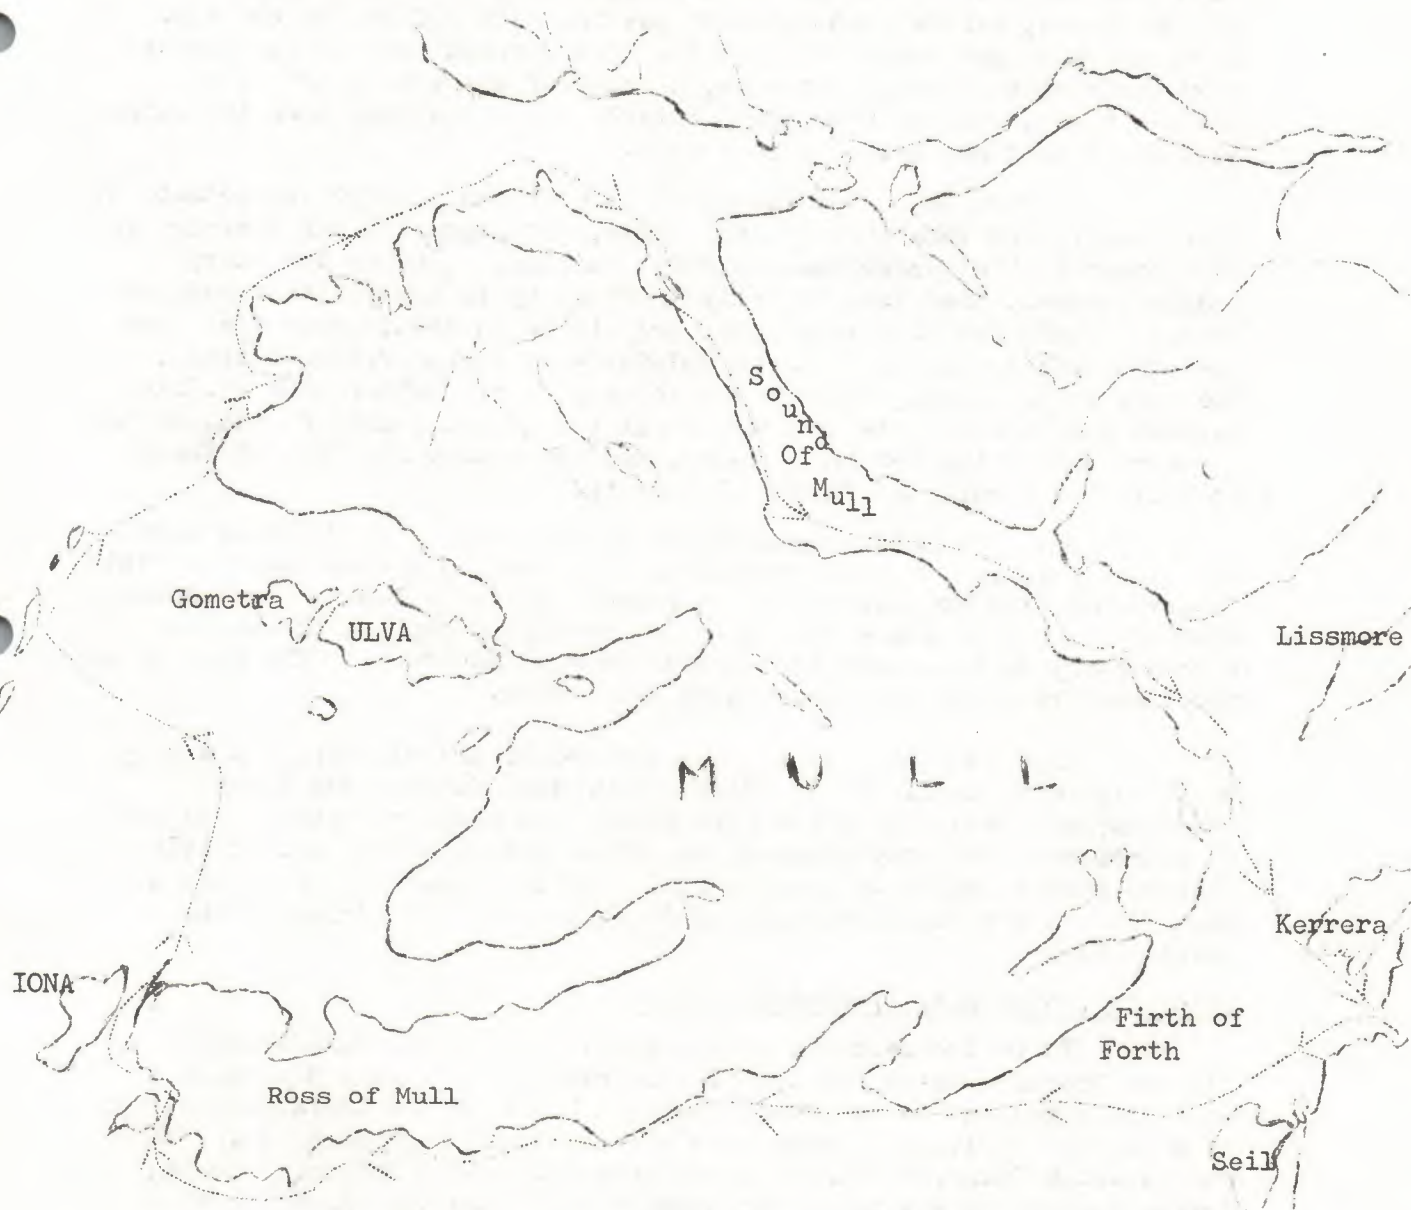 Sound
Of
Mull
Gometra
ULVA
Lissmore
MULL
Kerrera
IONA
Firth of
Forth
Ross of Mull
Seil